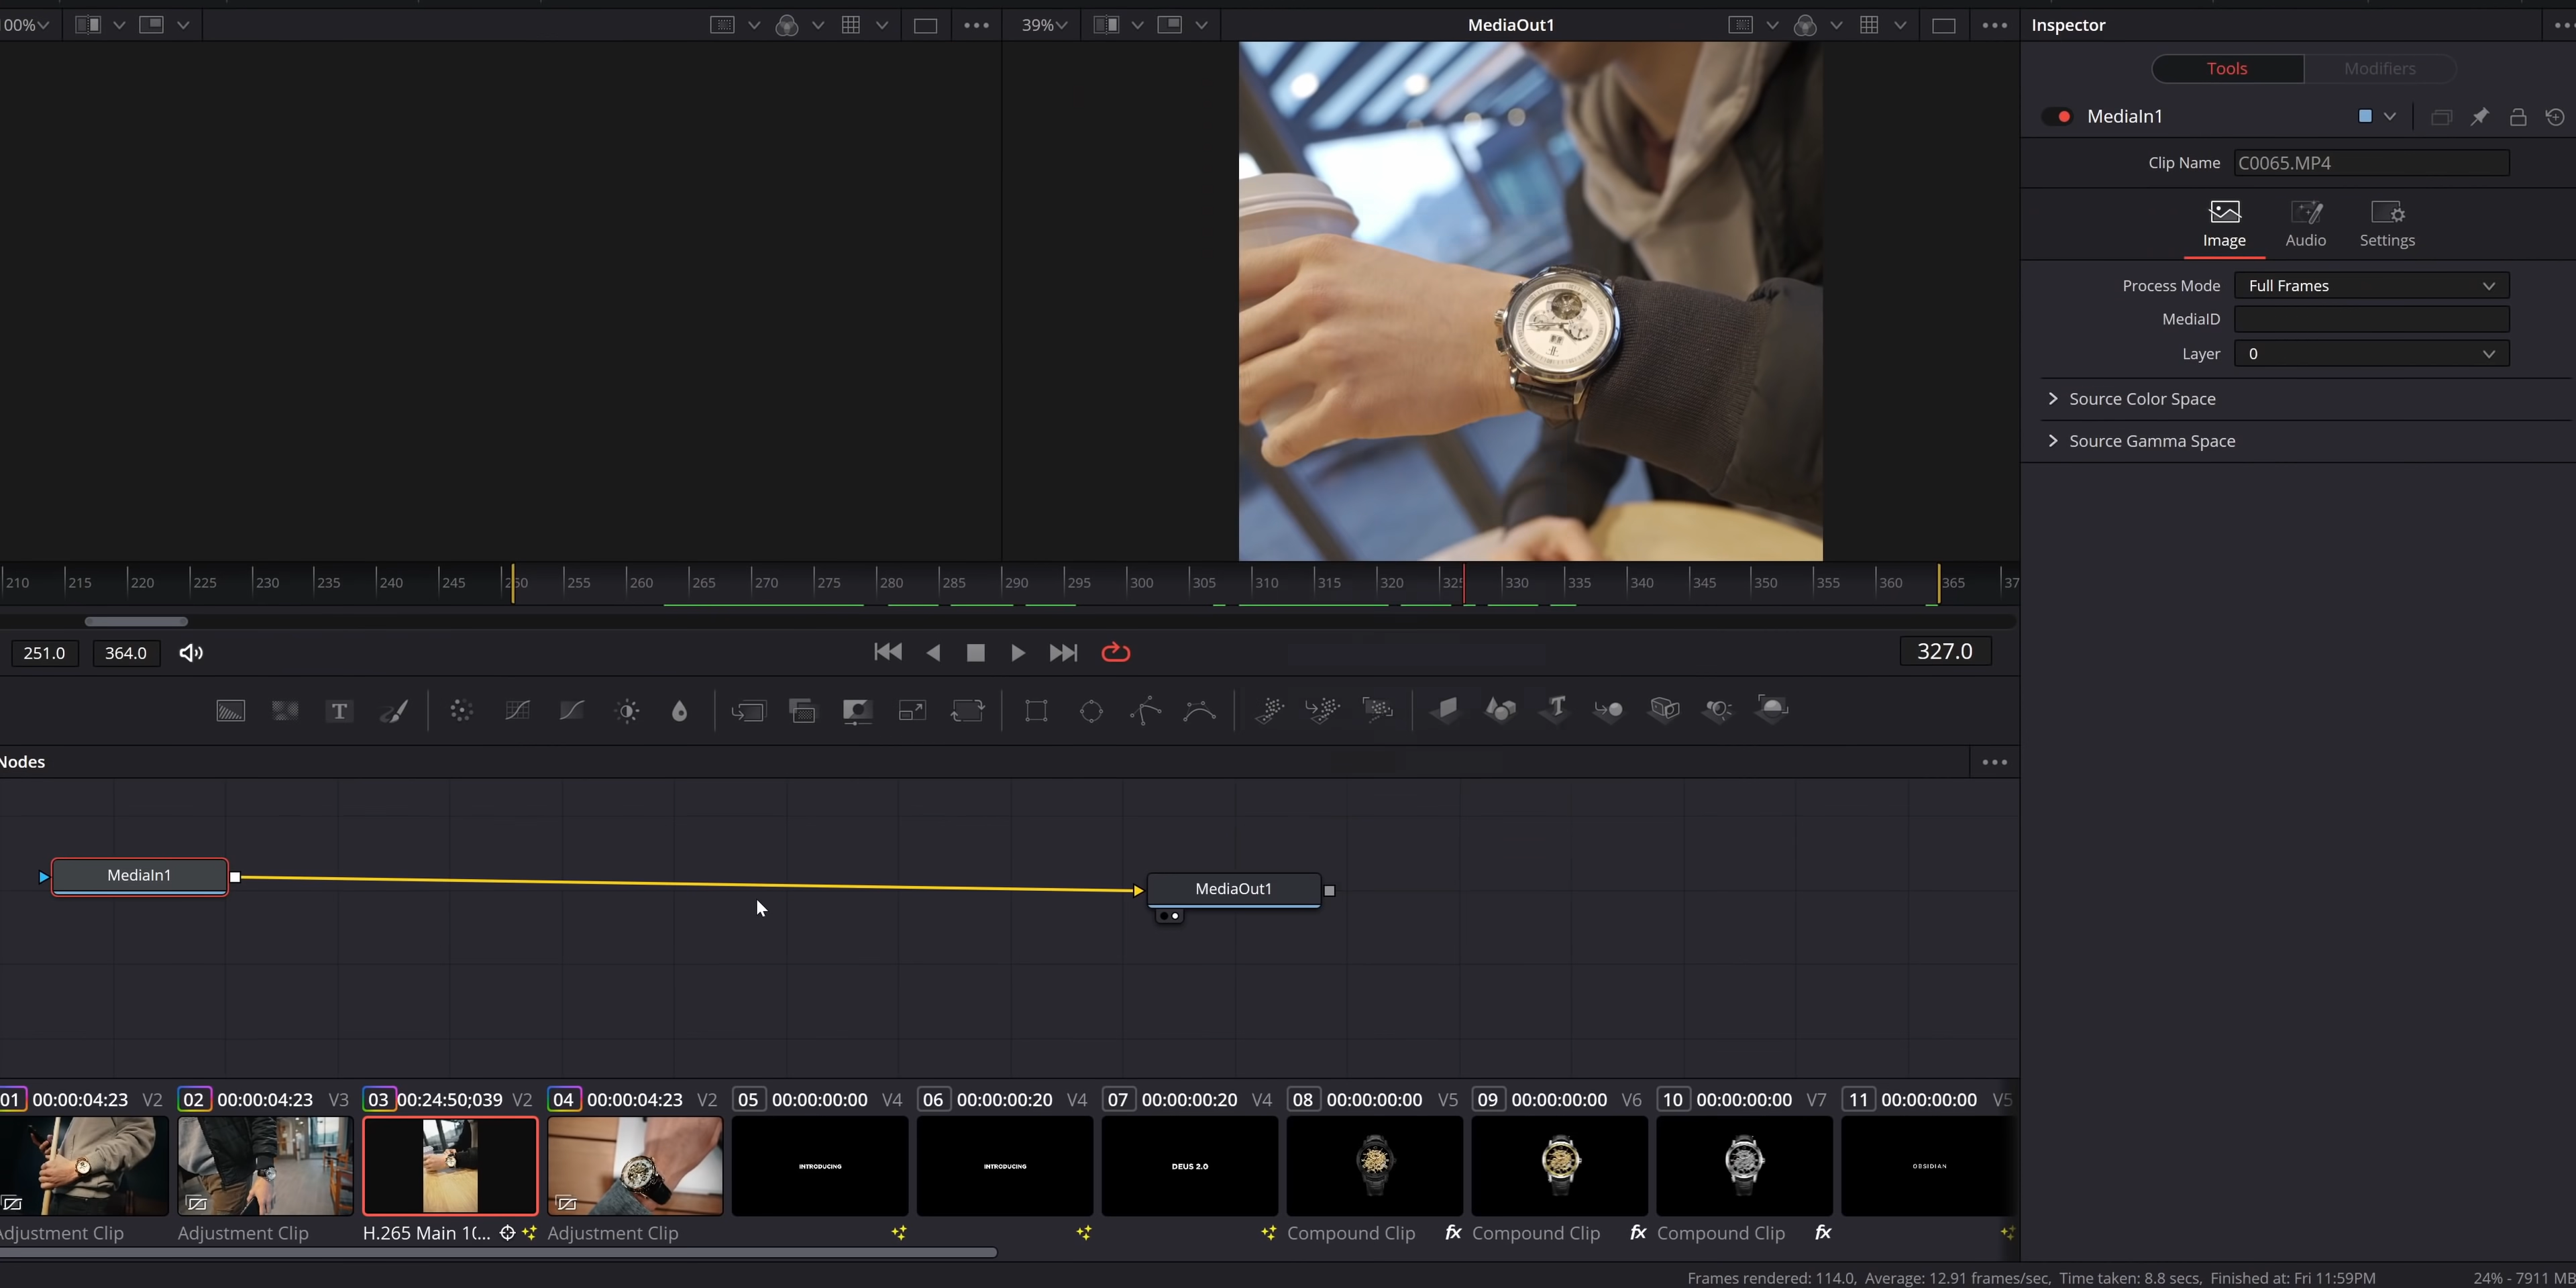 100%
39%
MediaOut1
Inspector
Tools
Modifiers
MediaIn1
Clip Name
C0065.MP4
Image
Audio
Settings
Process Mode
Full Frames
MediaID
Layer
0
Source Color Space
Source Gamma Space
210 215 220 225 230 235 240 245 250 255 260 265 270 275 280 285 290 295 300 305 310 315 320 325 330 335 340 345 350 355 360 365 37
251.0
364.0
327.0
T
T
Nodes
MediaIn1
MediaOut1
01 00:00:04:23 V2
02 00:00:04:23 V3
03 00:24:50;039 V2
04 00:00:04:23 V2
05 00:00:00:00 V4
06 00:00:00:20 V4
07 00:00:00:20 V4
08 00:00:00:00 V5
09 00:00:00:00 V6
10 00:00:00:00 V7
11 00:00:00:00 V5
INTRODUCING
INTRODUCING
DEUS 2.0
OBSIDIAN
Adjustment Clip
Adjustment Clip
H.265 Main 1(...
Adjustment Clip
Compound Clip fx
Compound Clip fx
Compound Clip fx
Frames rendered: 114.0, Average: 12.91 frames/sec, Time taken: 8.8 secs, Finished at: Fri 11:59PM
24% - 7911 M